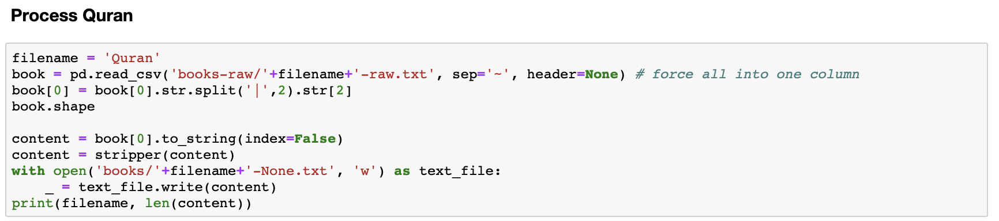 Process Quran
filename = 'Quran'
book = pd.read_csv('books-raw/'+filename+'-raw.txt', sep='~', header=None) # force all into one column
book[0] = book[0].str.split('|',2).str[2]
book.shape
content = book[0].to_string(index=False)
content = stripper(content)
with open('books/'+filename+'-None.txt', 'w') as text_file:
    _ = text_file.write(content)
print(filename, len(content))